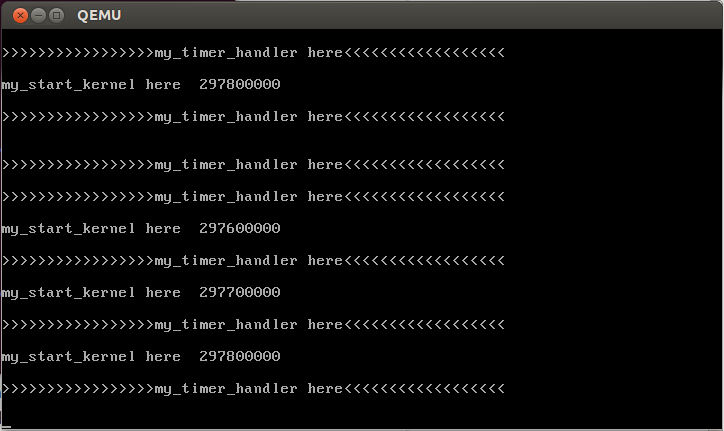 QEMU
>>>>>>>>>>>>>>>>>my_timer_handler here<<<<<<<<<<<<<<<<<<
my_start_kernel here  297800000
>>>>>>>>>>>>>>>>>my_timer_handler here<<<<<<<<<<<<<<<<<<
>>>>>>>>>>>>>>>>>my_timer_handler here<<<<<<<<<<<<<<<<<<
>>>>>>>>>>>>>>>>>my_timer_handler here<<<<<<<<<<<<<<<<<<
my_start_kernel here  297600000
>>>>>>>>>>>>>>>>>my_timer_handler here<<<<<<<<<<<<<<<<<<
my_start_kernel here  297700000
>>>>>>>>>>>>>>>>>my_timer_handler here<<<<<<<<<<<<<<<<<<
my_start_kernel here  297800000
>>>>>>>>>>>>>>>>>my_timer_handler here<<<<<<<<<<<<<<<<<<